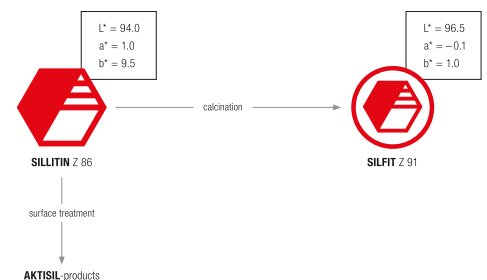 L* = 94.0
a* = 1.0
b* = 9.5
L* = 96.5
a* = −0.1
b* = 1.0
calcination
SILLITIN Z 86
SILFIT Z 91
surface treatment
AKTISIL-products